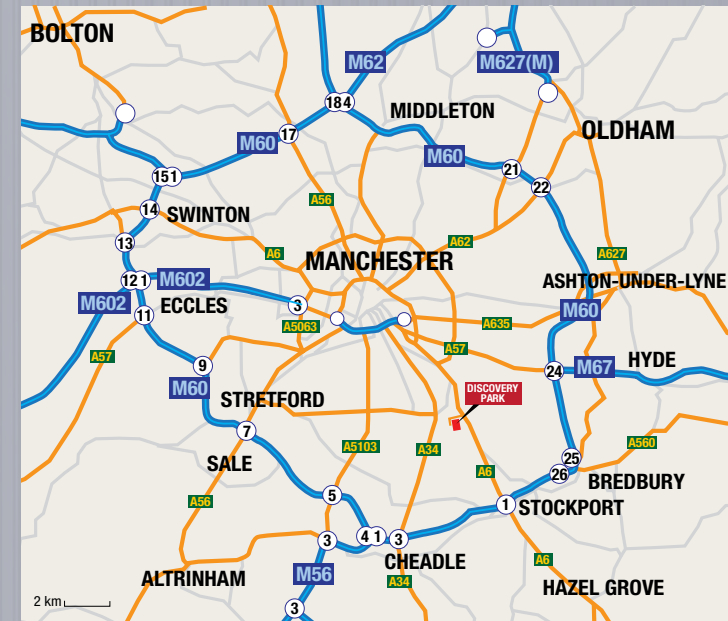 BOLTON
M62
M627(M)
18 4
MIDDLETON
OLDHAM
17
M60
M60
15 1
21
22
A56
14
SWINTON
13
A62
A6
A627
MANCHESTER
12 1
M602
ASHTON-UNDER-LYNE
M602
ECCLES
3
M60
11
A5063
A635
A57
A57
9
24
M67
HYDE
M60
DISCOVERY
PARK
STRETFORD
7
A5103
A34
A560
SALE
25
A6
26
BREDBURY
A56
5
1
STOCKPORT
3
4 1
3
CHEADLE
A6
M56
ALTRINHAM
A34
HAZEL GROVE
2 km
3